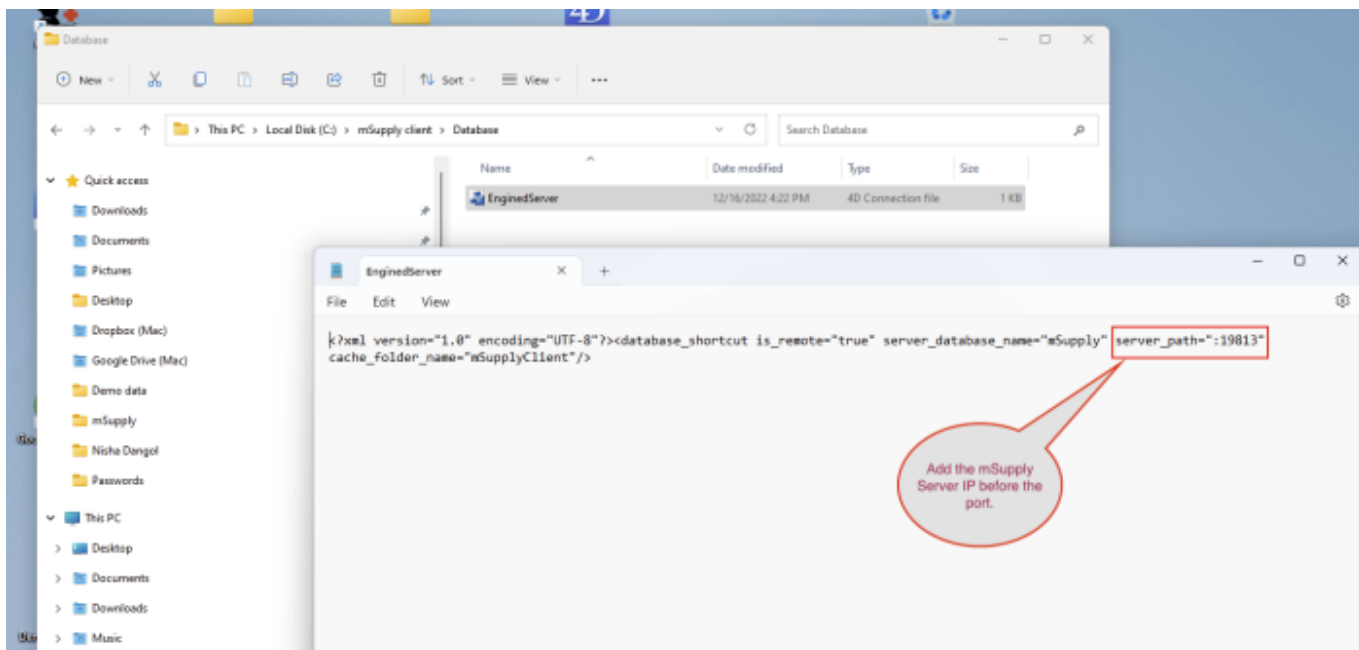 4D
Database
New
Sort
View
This PC > Local Disk (C:) > mSupply client > Database
Search Database
Name
Date modified
Type
Size
EnginedServer
12/16/2022 4:22 PM
4D Connection file
1 KB
Quick access
Downloads
Documents
Pictures
Desktop
Dropbox (Mac)
Google Drive (Mac)
Demo data
mSupply
Nisha Dangol
Passwords
This PC
Desktop
Documents
Downloads
Music
EnginedServer
File Edit View
<?xml version="1.0" encoding="UTF-8"?><database_shortcut is_remote="true" server_database_name="mSupply" server_path=":19813"
cache_folder_name="mSupplyClient"/>
Add the mSupply
Server IP before the
port.